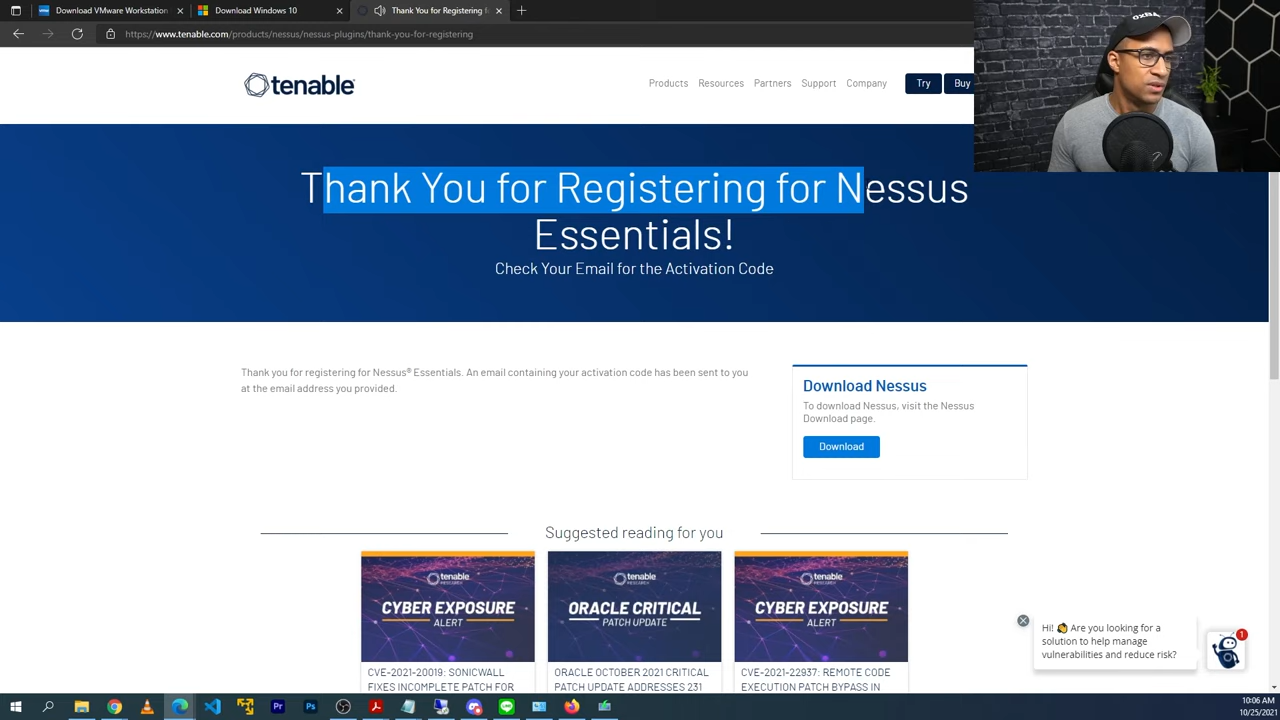 Download VMware Workstation
Download Windows 10
Thank You for Registering f
https://www.tenable.com/products/nessus/nessus-plugins/thank-you-for-registering
tenable
Products
Resources
Partners
Support
Company
Try
Buy
Thank You for Registering for Nessus
Essentials!
Check Your Email for the Activation Code
Thank you for registering for Nessus® Essentials. An email containing your activation code has been sent to you
at the email address you provided.
Download Nessus
To download Nessus, visit the Nessus
Download page.
Download
Suggested reading for you
tenable
RESEARCH
CYBER EXPOSURE
ALERT
CVE-2021-20019: SONICWALL
FIXES INCOMPLETE PATCH FOR
tenable
RESEARCH
ORACLE CRITICAL
PATCH UPDATE
ORACLE OCTOBER 2021 CRITICAL
PATCH UPDATE ADDRESSES 231
tenable
RESEARCH
CYBER EXPOSURE
ALERT
CVE-2021-22937: REMOTE CODE
EXECUTION PATCH BYPASS IN
Hi! 👋 Are you looking for a
solution to help manage
vulnerabilities and reduce risk?
1
10:06 AM
10/25/2021